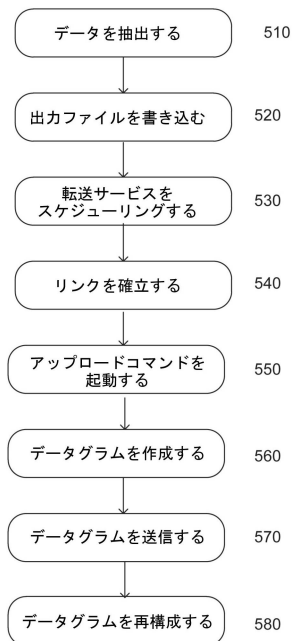 データを抽出する
510
出力ファイルを書き込む
520
転送サービスを
スケジューリングする
530
リンクを確立する
540
アップロードコマンドを
起動する
550
データグラムを作成する
560
データグラムを送信する
570
データグラムを再構成する
580